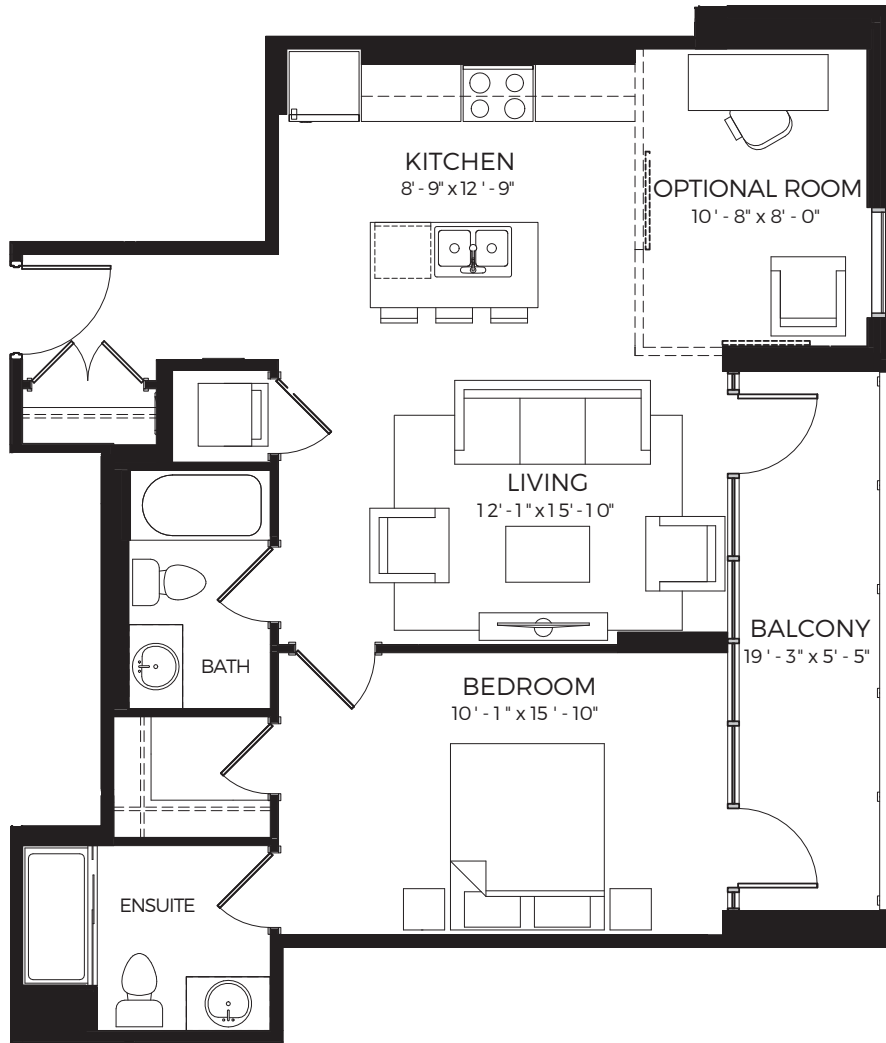 KITCHEN
8' - 9" x 12 ' - 9"
OPTIONAL ROOM
10 ' - 8" x 8' - 0"
LIVING
12' - 1" x 15' - 10"
BALCONY
19 ' - 3" x 5' - 5"
BATH
BEDROOM
10 ' - 1 " x 15 ' - 10"
ENSUITE